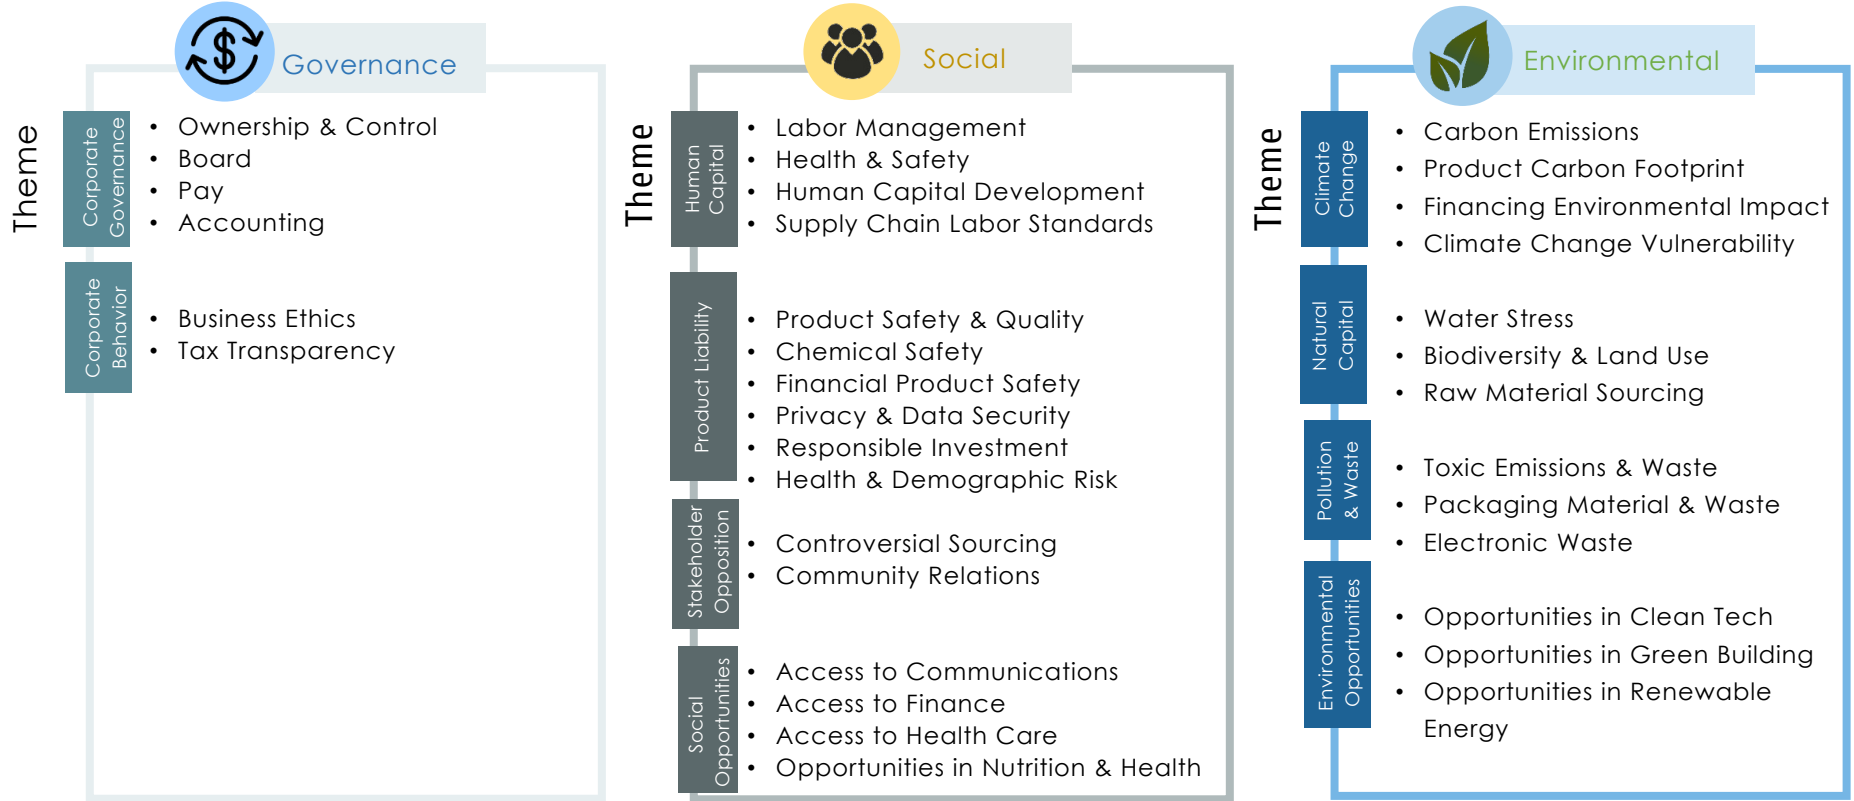 Governance
Theme
Corporate
Governance
• Ownership & Control
• Board
• Pay
• Accounting
Corporate
Behavior
• Business Ethics
• Tax Transparency
Social
Theme
Human
Capital
• Labor Management
• Health & Safety
• Human Capital Development
• Supply Chain Labor Standards
Product Liability
• Product Safety & Quality
• Chemical Safety
• Financial Product Safety
• Privacy & Data Security
• Responsible Investment
• Health & Demographic Risk
Stakeholder
Opposition
• Controversial Sourcing
• Community Relations
Social
Opportunities
• Access to Communications
• Access to Finance
• Access to Health Care
• Opportunities in Nutrition & Health
Environmental
Theme
Climate
Change
• Carbon Emissions
• Product Carbon Footprint
• Financing Environmental Impact
• Climate Change Vulnerability
Natural
Capital
• Water Stress
• Biodiversity & Land Use
• Raw Material Sourcing
Pollution
& Waste
• Toxic Emissions & Waste
• Packaging Material & Waste
• Electronic Waste
Environmental
Opportunities
• Opportunities in Clean Tech
• Opportunities in Green Building
• Opportunities in Renewable
Energy